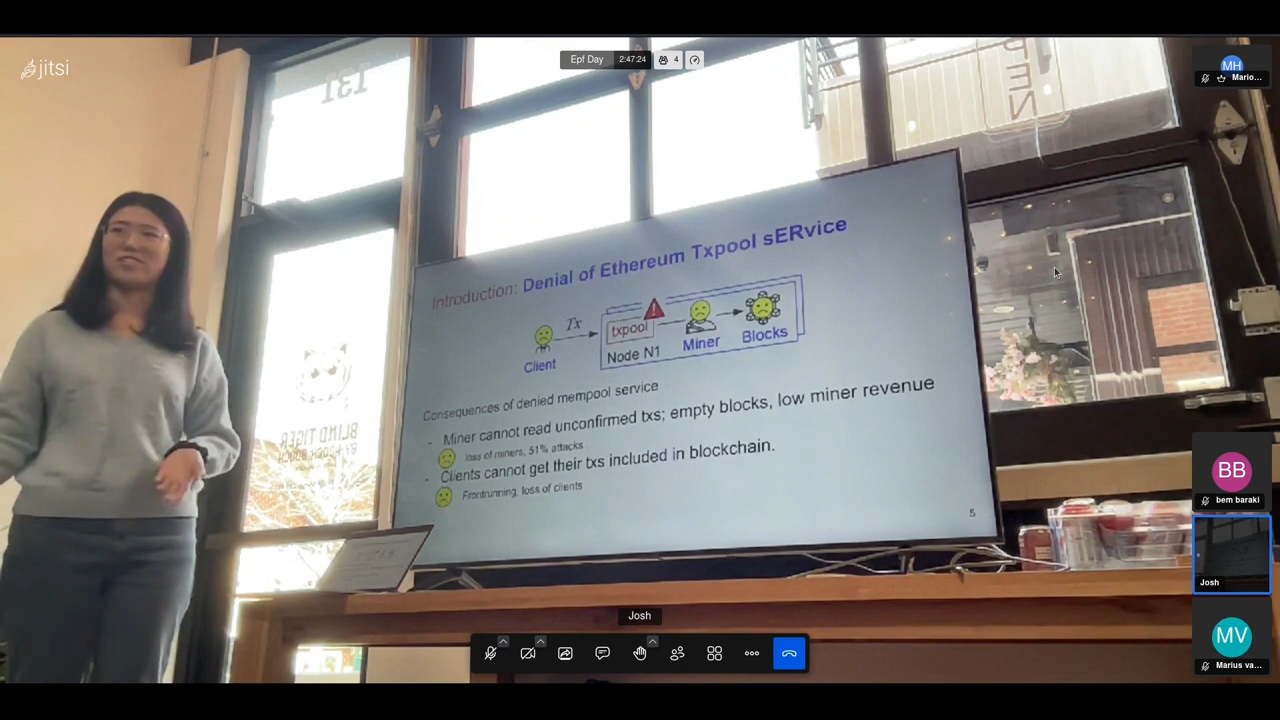 jitsi
Epf Day 2:47:24 4
MH
Mario...
131
Introduction: Denial of Ethereum Txpool sERvice
Tx
txpool
Client
Node N1
Miner
Blocks
Consequences of denied mempool service
- Miner cannot read unconfirmed txs; empty blocks, low miner revenue
loss of miners, 51% attacks
- Clients cannot get their txs included in blockchain.
Frontrunning, loss of clients
5
BLIND TIGER
BB
bem baraki
Josh
Josh
MV
Marius va...